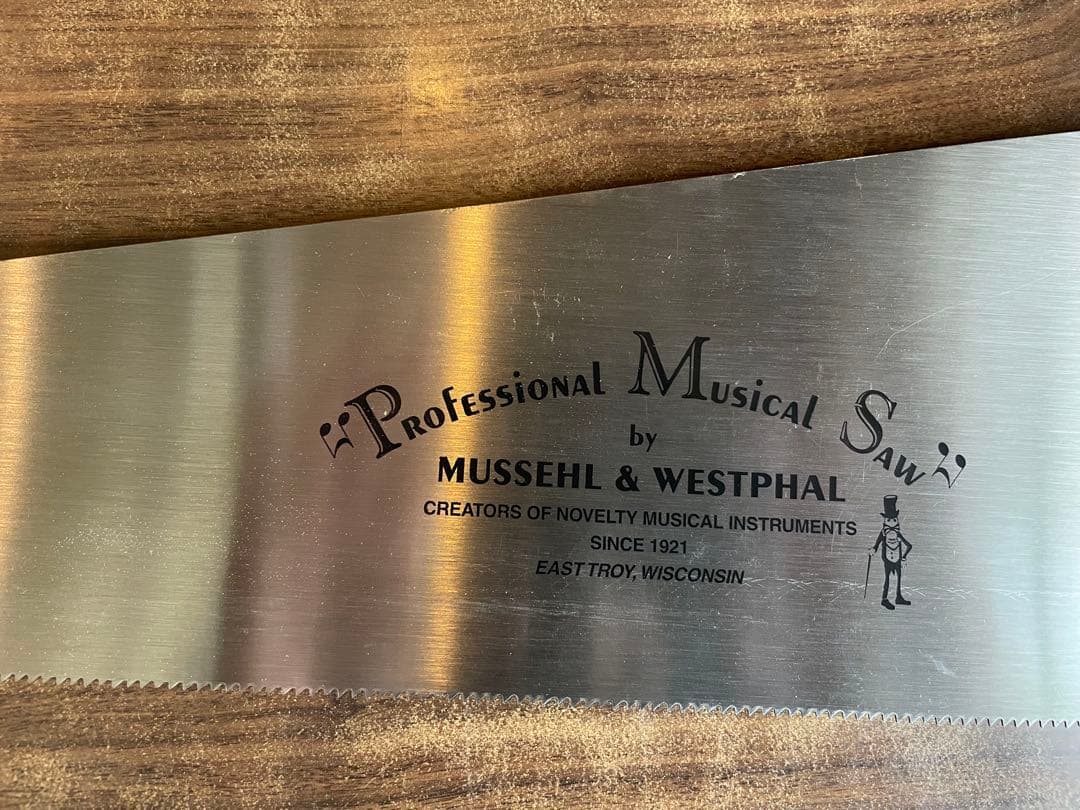 Professional Musical Saw
by
MUSSEHL & WESTPHAL
CREATORS OF NOVELTY MUSICAL INSTRUMENTS
SINCE 1921
EAST TROY, WISCONSIN